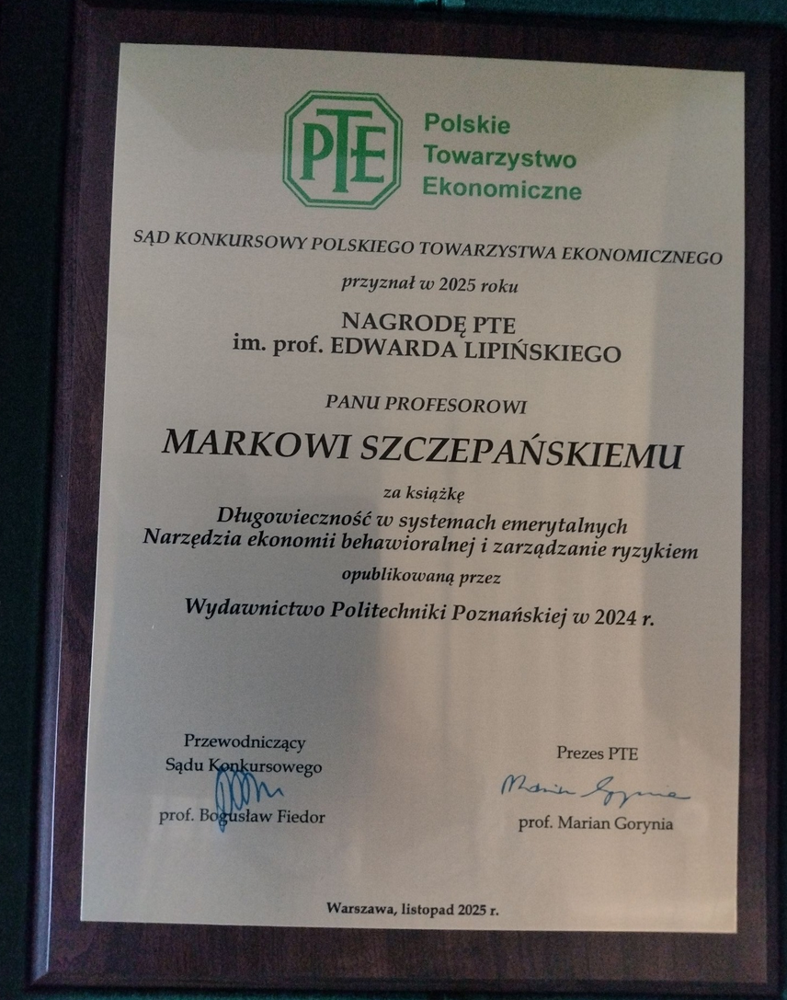 PTE
Polskie
Towarzystwo
Ekonomiczne
SĄD KONKURSOWY POLSKIEGO TOWARZYSTWA EKONOMICZNEGO
przyznał w 2025 roku
NAGRODĘ PTE
im. prof. EDWARDA LIPIŃSKIEGO
PANU PROFESOROWI
MARKOWI SZCZEPAŃSKIEMU
za książkę
Długowieczność w systemach emerytalnych
Narzędzia ekonomii behawioralnej i zarządzanie ryzykiem
opublikowaną przez
Wydawnictwo Politechniki Poznańskiej w 2024 r.
Przewodniczący
Sądu Konkursowego
prof. Bogusław Fiedor
Prezes PTE
Marian Gorynia
prof. Marian Gorynia
Warszawa, listopad 2025 r.